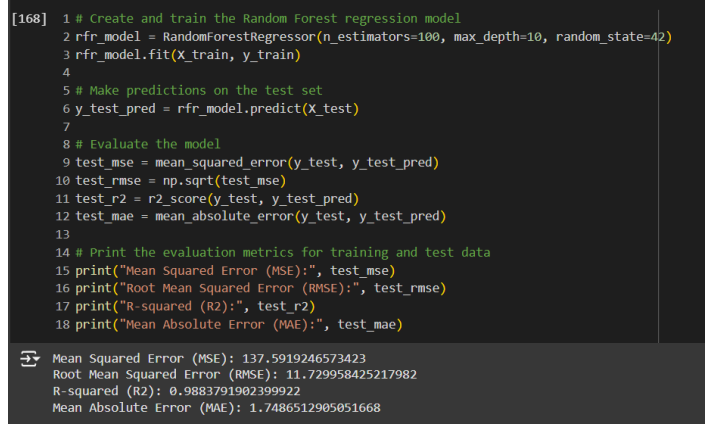 [168] 1 # Create and train the Random Forest regression model
2 rfr_model = RandomForestRegressor(n_estimators=100, max_depth=10, random_state=42)
3 rfr_model.fit(X_train, y_train)
4
5 # Make predictions on the test set
6 y_test_pred = rfr_model.predict(X_test)
7
8 # Evaluate the model
9 test_mse = mean_squared_error(y_test, y_test_pred)
10 test_rmse = np.sqrt(test_mse)
11 test_r2 = r2_score(y_test, y_test_pred)
12 test_mae = mean_absolute_error(y_test, y_test_pred)
13
14 # Print the evaluation metrics for training and test data
15 print("Mean Squared Error (MSE):", test_mse)
16 print("Root Mean Squared Error (RMSE):", test_rmse)
17 print("R-squared (R2):", test_r2)
18 print("Mean Absolute Error (MAE):", test_mae)
Mean Squared Error (MSE): 137.5919246573423
Root Mean Squared Error (RMSE): 11.729958425217982
R-squared (R2): 0.9883791902399922
Mean Absolute Error (MAE): 1.7486512905051668